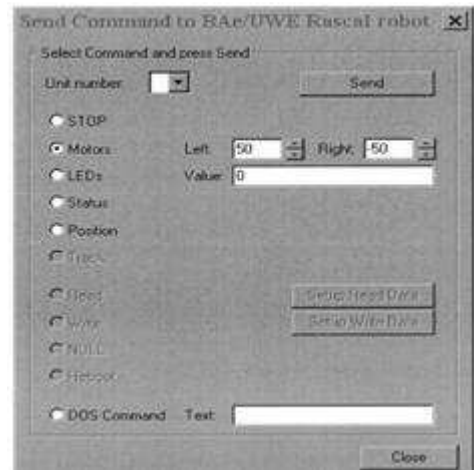 Send Command to BAe/UWE Rascal robot
Select Command and press Send
Unit number Send
STOP
Motors Left: 50 Right: -50
LEDs Value: 0
Status
Position
Track
Read Setup Read Data
Write Setup Write Data
NULL
Reboot
DOS Command Text:
Close